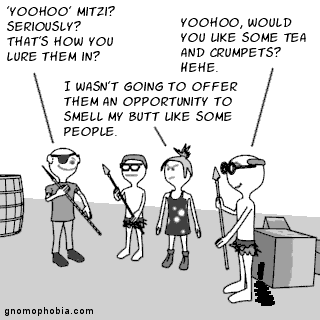 'YOOHOO' MITZI?
SERIOUSLY?
THAT'S HOW YOU
LURE THEM IN?
YOOHOO, WOULD
YOU LIKE SOME TEA
AND CRUMPETS?
HEHE.
I WASN'T GOING TO OFFER
THEM AN OPPORTUNITY TO
SMELL MY BUTT LIKE SOME
PEOPLE.
gnomophobia.com